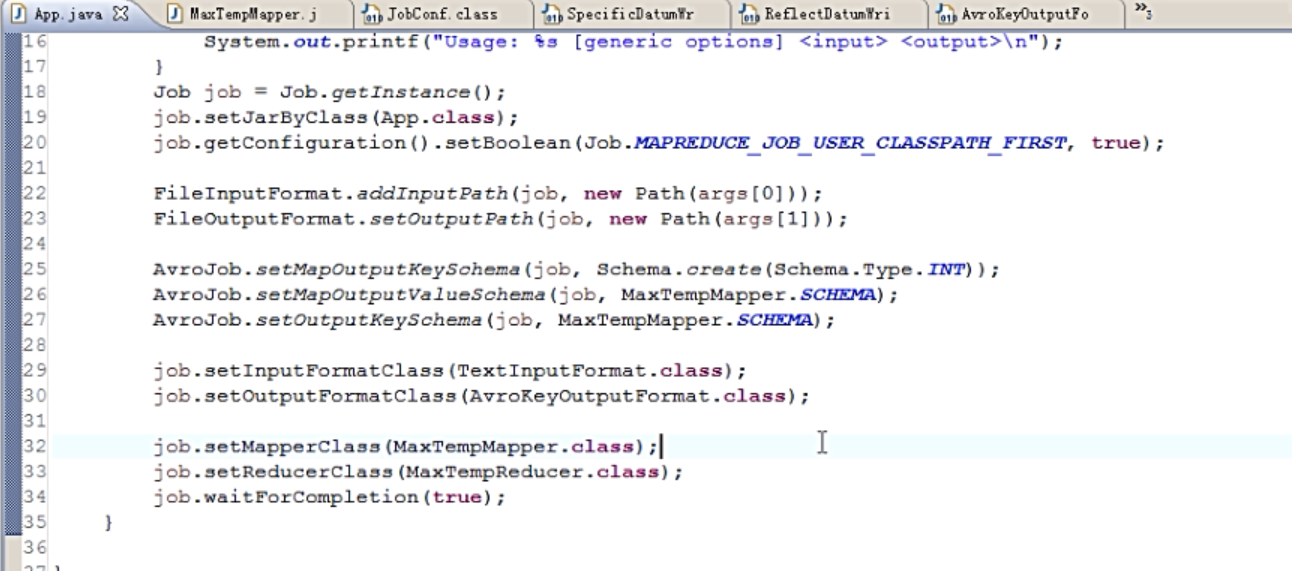 App.java MaxTempMapper.j JobConf.class SpecificDatumWr ReflectDatumWri AvroKeyOutputFo »3
16 System.out.printf("Usage: %s [generic options] <input> <output>\n");
17 }
18 Job job = Job.getInstance();
19 job.setJarByClass(App.class);
20 job.getConfiguration().setBoolean(Job.MAPREDUCE_JOB_USER_CLASSPATH_FIRST, true);
21
22 FileInputFormat.addInputPath(job, new Path(args[0]));
23 FileOutputFormat.setOutputPath(job, new Path(args[1]));
24
25 AvroJob.setMapOutputKeySchema(job, Schema.create(Schema.Type.INT));
26 AvroJob.setMapOutputValueSchema(job, MaxTempMapper.SCHEMA);
27 AvroJob.setOutputKeySchema(job, MaxTempMapper.SCHEMA);
28
29 job.setInputFormatClass(TextInputFormat.class);
30 job.setOutputFormatClass(AvroKeyOutputFormat.class);
31
32 job.setMapperClass(MaxTempMapper.class);
33 job.setReducerClass(MaxTempReducer.class);
34 job.waitForCompletion(true);
35 }
36